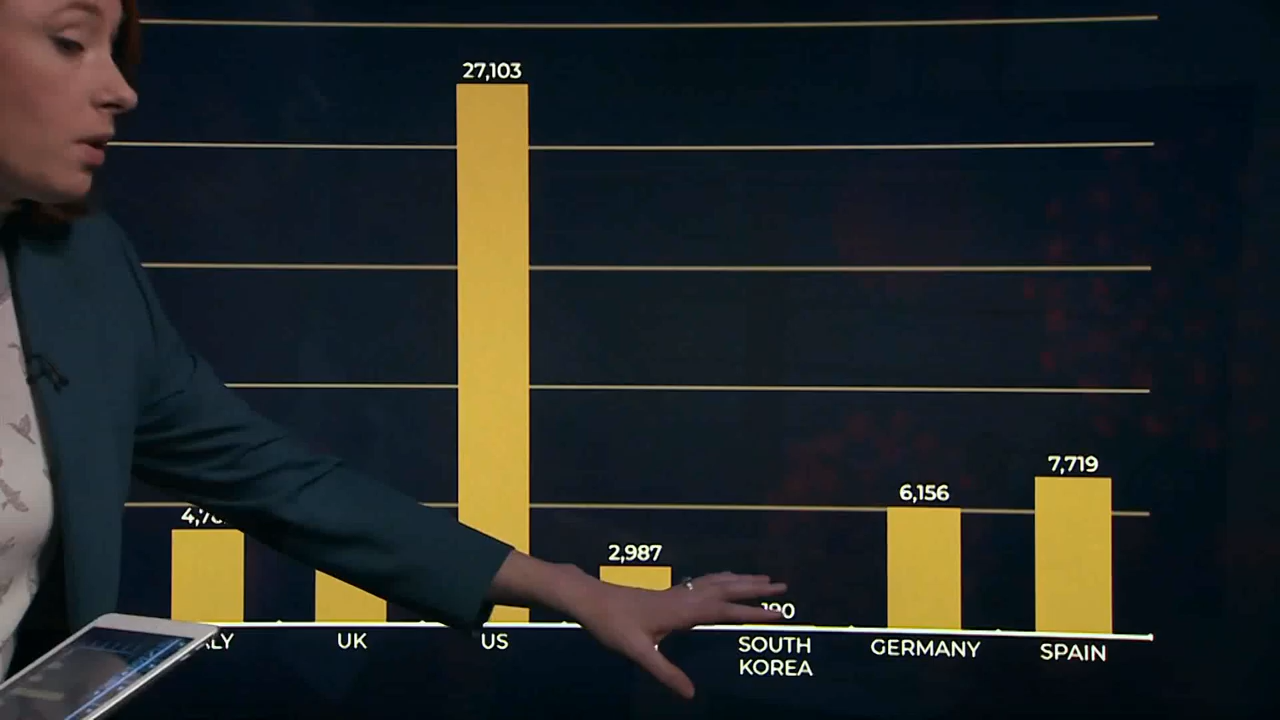 27,103
7,719
6,156
2,987
UK
US
SOUTH
KOREA
GERMANY
SPAIN